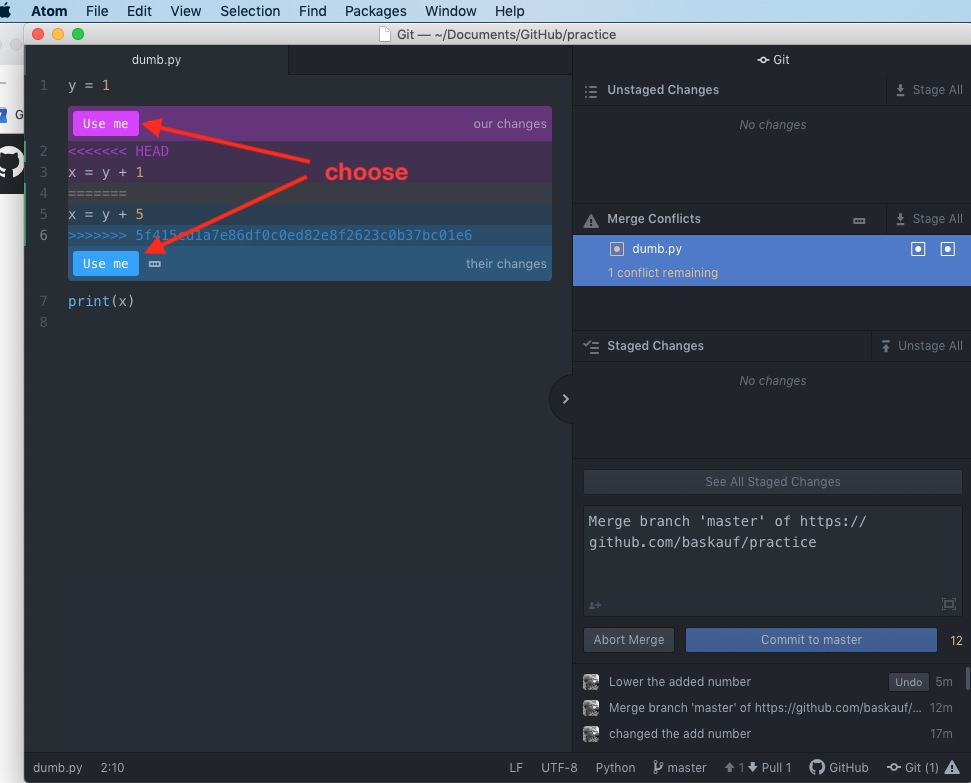 Atom File Edit View Selection Find Packages Window Help
Git — ~/Documents/GitHub/practice
dumb.py
Git
1 y = 1
Use me our changes
2 <<<<<<< HEAD
3 x = y + 1
choose
4 =======
5 x = y + 5
6 >>>>>>> 5f415cd1a7e86df0c0ed82e8f2623c0b37bc01e6
Use me their changes
7 print(x)
8
Unstaged Changes Stage All
No changes
Merge Conflicts Stage All
dumb.py
1 conflict remaining
Staged Changes Unstage All
No changes
See All Staged Changes
Merge branch 'master' of https://
github.com/baskauf/practice
Abort Merge Commit to master 12
Lower the added number Undo 5m
Merge branch 'master' of https://github.com/baskauf/... 12m
changed the add number 17m
dumb.py 2:10 LF UTF-8 Python master 1 Pull 1 GitHub Git (1)